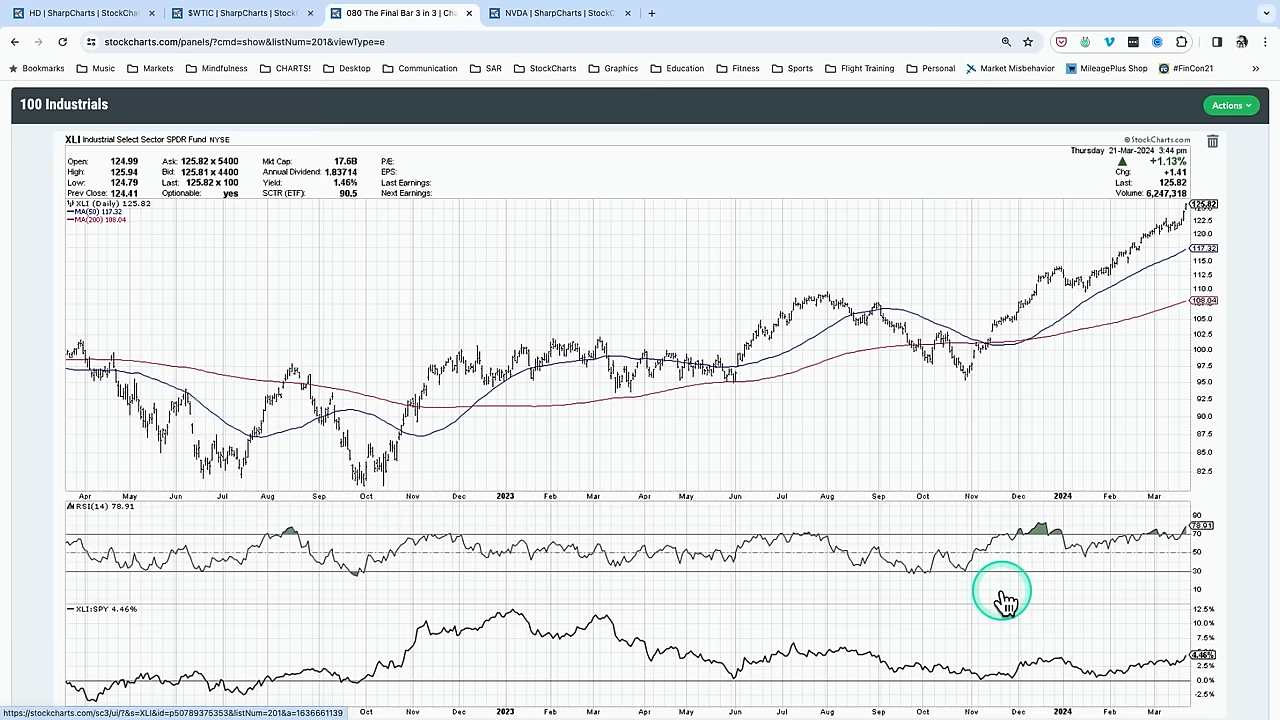 HD | SharpCharts | StockCha
$WTIC | SharpCharts | StockC
080 The Final Bar 3 in 3 | Cha
NVDA | SharpCharts | StockC
stockcharts.com/panels/?cmd=show&listNum=201&viewType=e
Bookmarks Music Markets Mindfulness CHARTS! Desktop Communication SAR StockCharts Graphics Education Fitness Sports Flight Training Personal Market Misbehavior MileagePlus Shop #FinCon21 »
100 Industrials
Actions
XLI Industrial Select Sector SPDR Fund NYSE
© StockCharts.com
Thursday 21-Mar-2024 3:44 pm
Open: 124.99 Ask: 125.82 x 5400 Mkt Cap: 17.6B P/E: +1.13%
High: 125.94 Bid: 125.81 x 4400 Annual Dividend: 1.83714 EPS: Chg: +1.41
Low: 124.79 Last: 125.82 x 100 Yield: 1.46% Last Earnings: Last: 125.82
Prev Close: 124.41 Optionable: yes SCTR (ETF): 90.5 Next Earnings: Volume: 6,247,318
XLI (Daily) 125.82
MA(50) 117.32
MA(200) 108.04
125.82
122.5
120.0
117.32
115.0
112.5
110.0
108.04
105.0
102.5
100.0
97.5
95.0
92.5
90.0
87.5
85.0
82.5
Apr May Jun Jul Aug Sep Oct Nov Dec 2023 Feb Mar Apr May Jun Jul Aug Sep Oct Nov Dec 2024 Feb Mar
RSI(14) 78.91
90
78.91
70
50
30
10
XLI:SPY 4.46%
12.5%
10.0%
7.5%
4.46%
2.5%
0.0%
-2.5%
https://stockcharts.com/sc3/ui/?&s=XLI&id=p50789375353&listNum=201&a=1636661139
Oct Nov Dec 2023 Feb Mar Apr May Jun Jul Aug Sep Oct Nov Dec 2024 Feb Mar